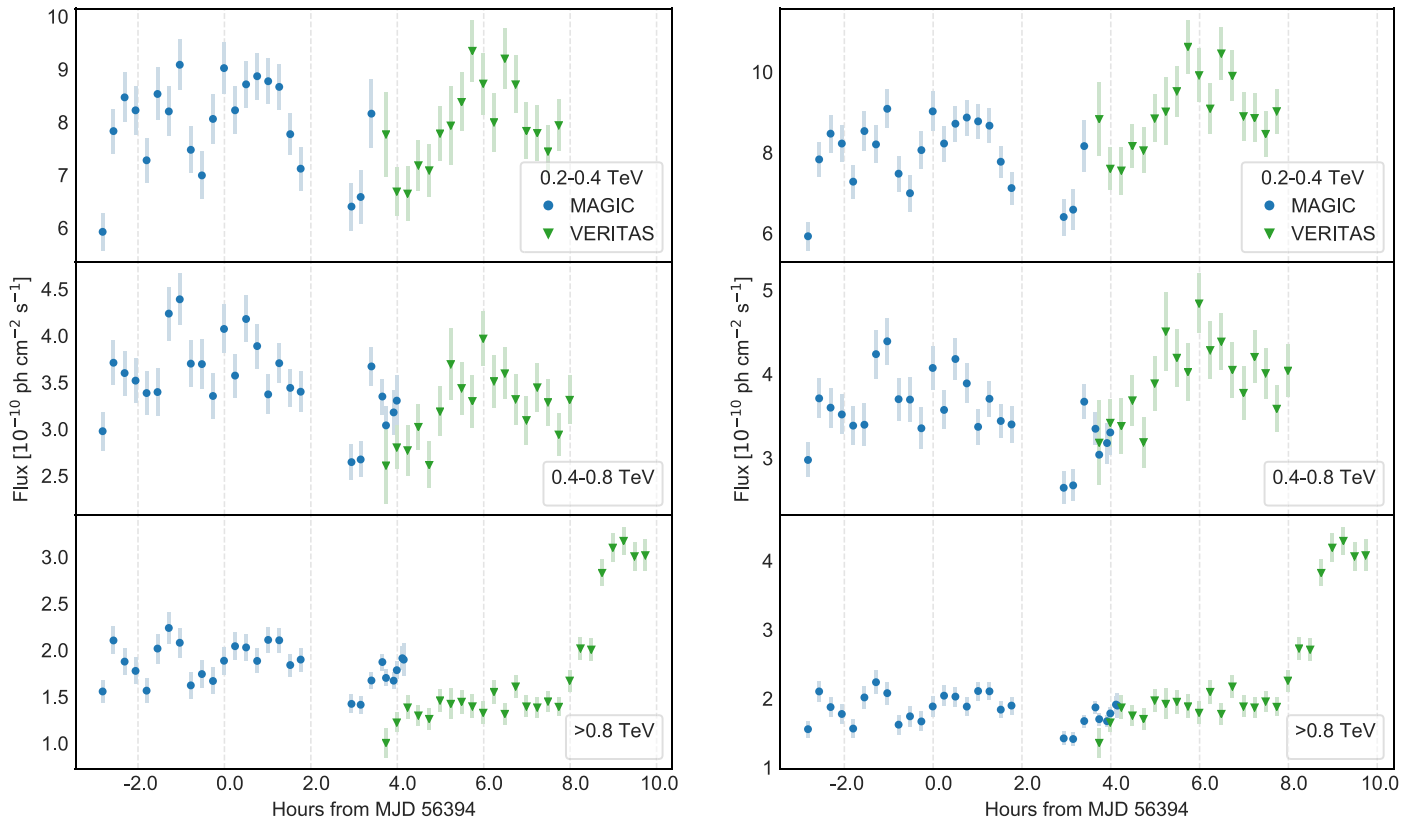 10
9
8
7
6
0.2-0.4 TeV
MAGIC
VERITAS
4.5
4.0
3.5
3.0
2.5
Flux [10⁻¹⁰ ph cm⁻² s⁻¹]
0.4-0.8 TeV
3.0
2.5
2.0
1.5
1.0
>0.8 TeV
-2.0 0.0 2.0 4.0 6.0 8.0 10.0
Hours from MJD 56394
10
8
6
0.2-0.4 TeV
MAGIC
VERITAS
5
4
3
Flux [10⁻¹⁰ ph cm⁻² s⁻¹]
0.4-0.8 TeV
4
3
2
1
>0.8 TeV
-2.0 0.0 2.0 4.0 6.0 8.0 10.0
Hours from MJD 56394